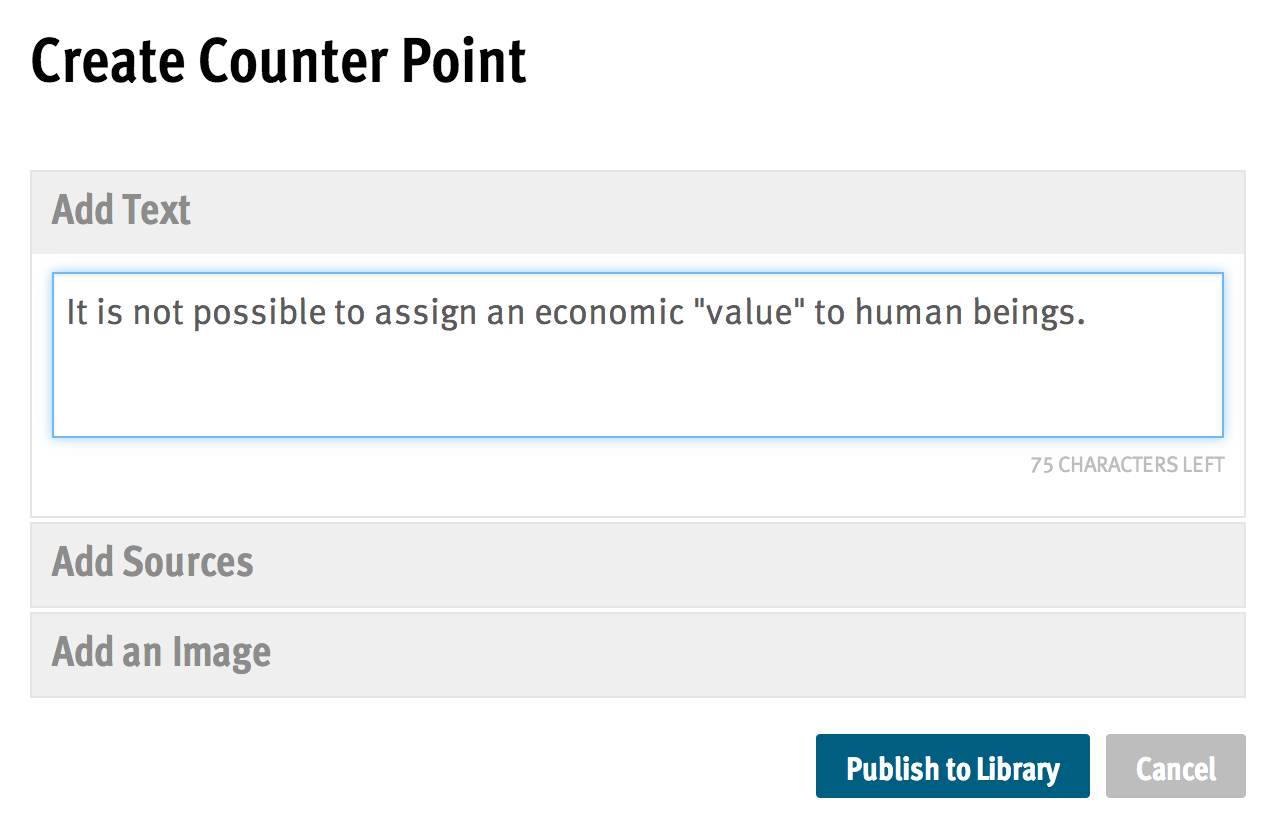 Create Counter Point
Add Text
It is not possible to assign an economic "value" to human beings.
75 CHARACTERS LEFT
Add Sources
Add an Image
Publish to Library
Cancel